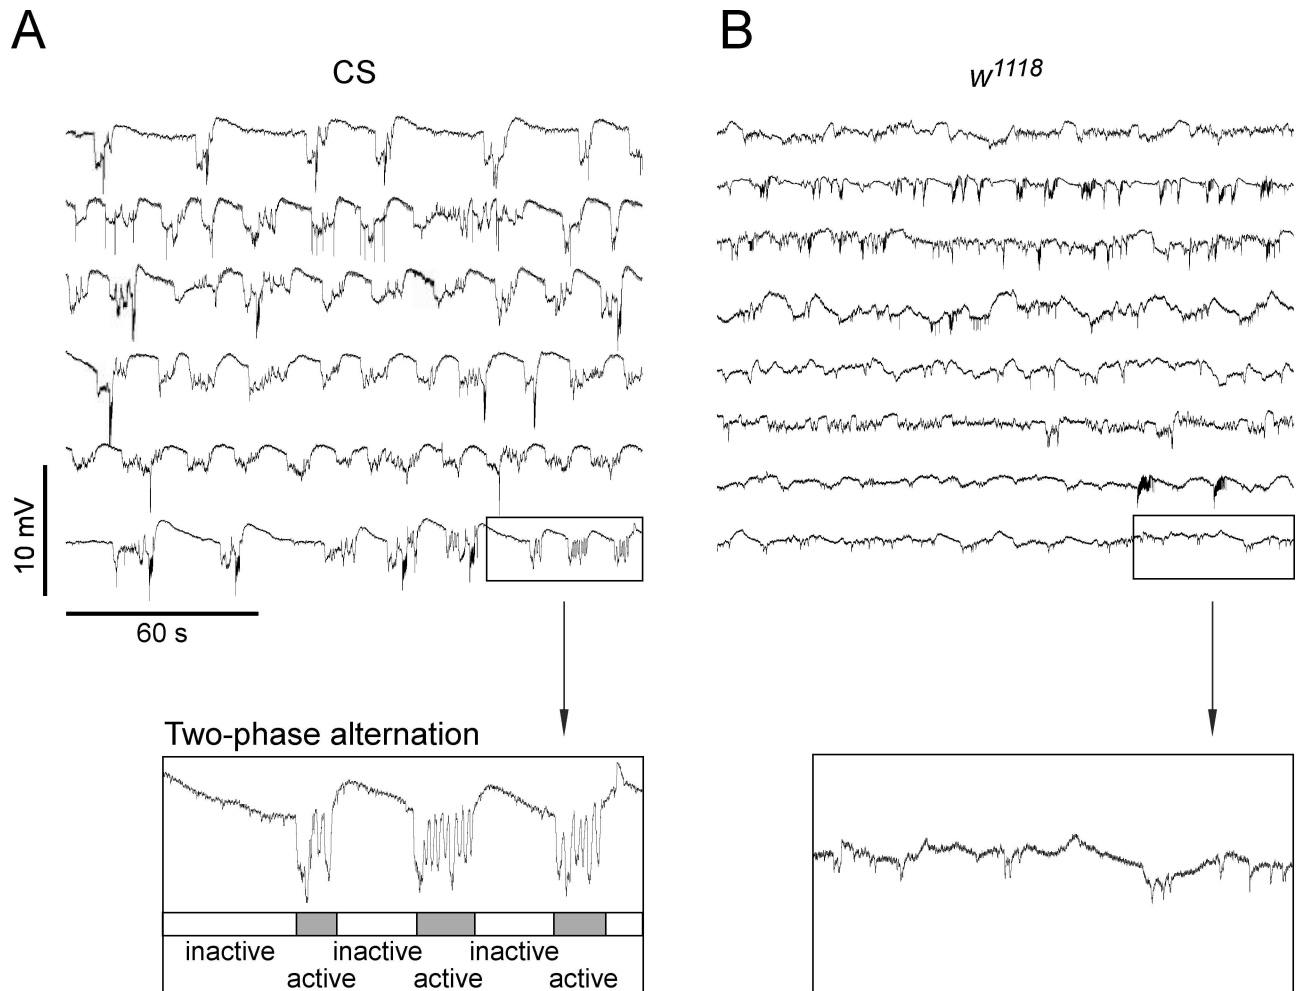 A
B
CS
w1118
10 mV
60 s
Two-phase alternation
inactive
inactive
inactive
active
active
active